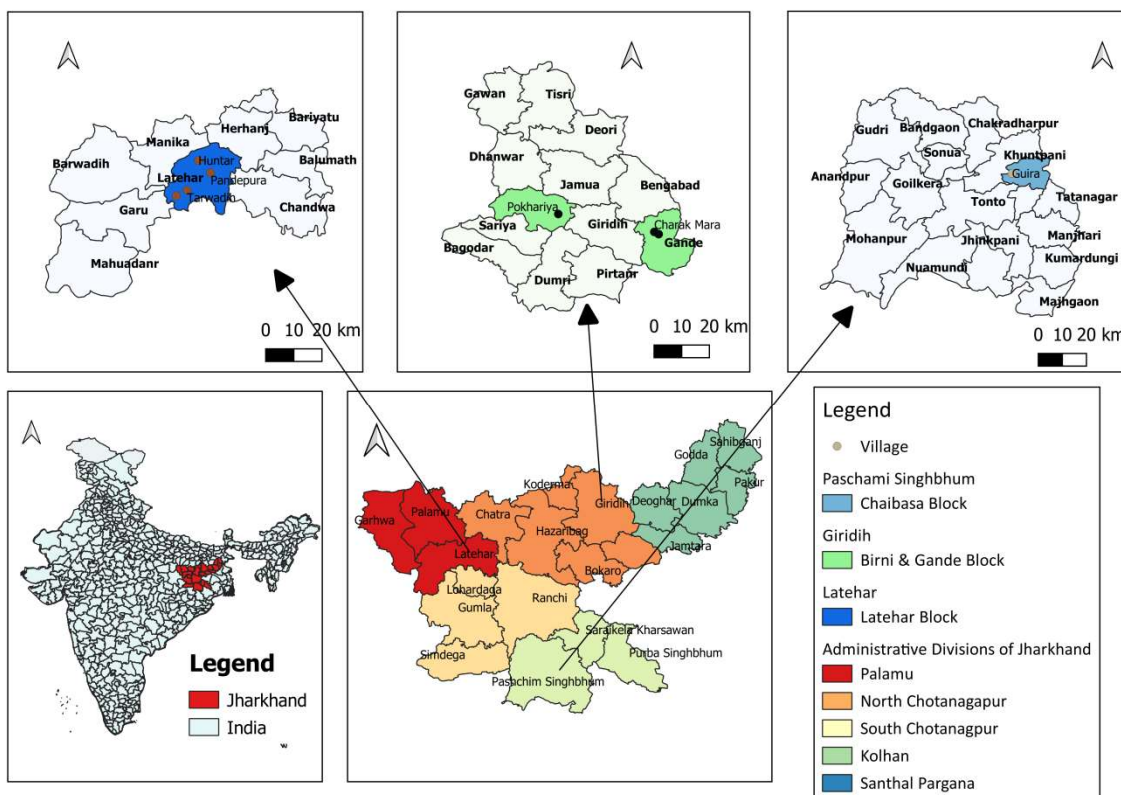 Bariyatu
Herhanj
Manika
Balumath
Barwadih
Huntar
Latehar
Pandepura
Tarwadih
Garu
Chandwa
Mahuadanr
0 10 20 km
Gawan
Tisri
Deori
Dhanwar
Jamua
Bengabad
Pokhariya
Sariya
Giridih
Charak Mara
Gande
Bagodar
Dumri
Pirtanr
0 10 20 km
Chakradharpur
Bandgaon
Gudri
Sonua
Khuntpani
Guira
Anandpur
Goilkera
Tonto
Tatanagar
Mohanpur
Jhinkpani
Manjhari
Nuamundi
Kumardungi
Majhgaon
0 10 20 km
Legend
Jharkhand
India
Sahibganj
Godda
Koderma
Giridih
Deoghar
Dumka
Pakur
Palamu
Garhwa
Chatra
Hazaribag
Latehar
Jamtara
Bokaro
Lohardaga
Gumla
Ranchi
Saraikela Kharsawan
Simdega
Purba Singhbhum
Pashchim Singhbhum
Legend
Village
Paschami Singhbhum
Chaibasa Block
Giridih
Birni & Gande Block
Latehar
Latehar Block
Administrative Divisions of Jharkhand
Palamu
North Chotanagapur
South Chotanagpur
Kolhan
Santhal Pargana